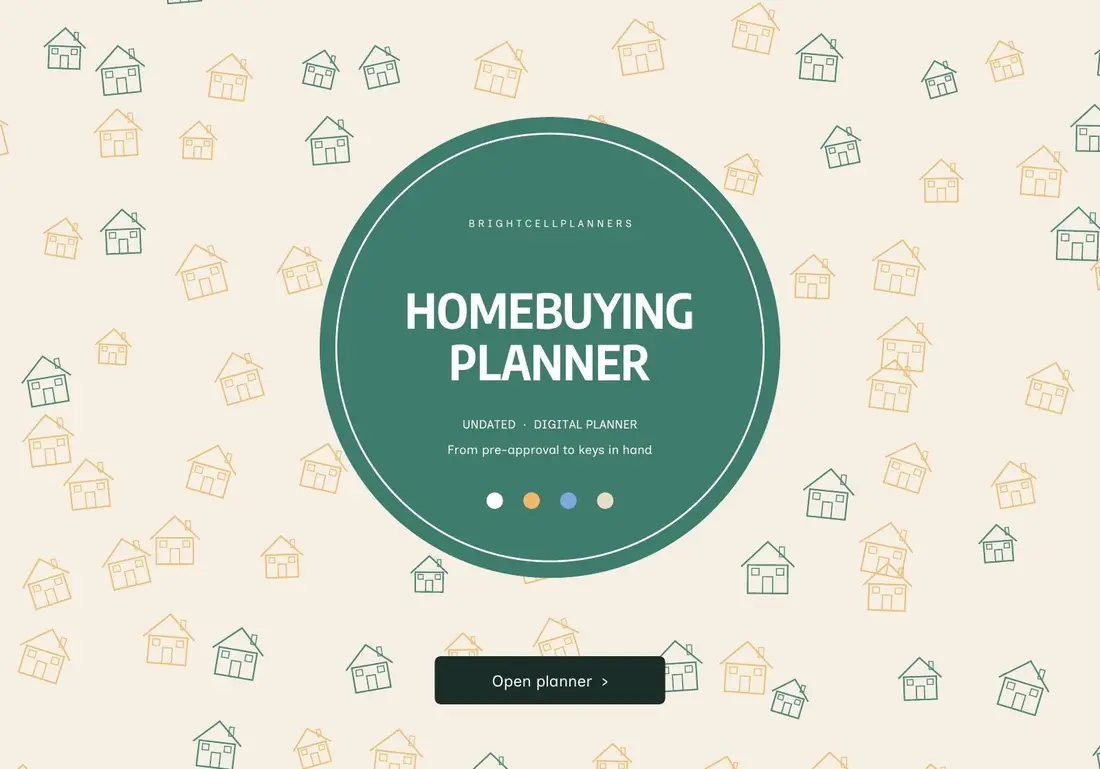 BRIGHTCELLPLANNERS
HOMEBUYING
PLANNER
UNDATED · DIGITAL PLANNER
From pre-approval to keys in hand
Open planner >